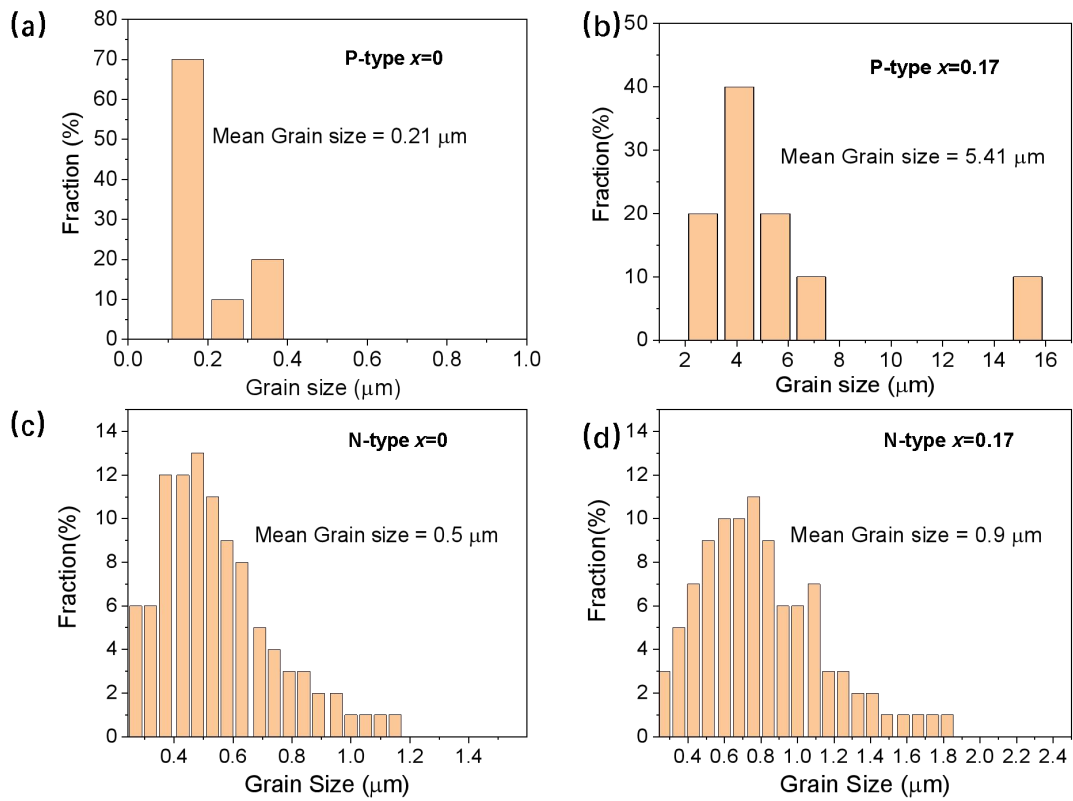 (a)
P-type x=0
Mean Grain size = 0.21 μm
Fraction (%)
80
70
60
50
40
30
20
10
0
0.0 0.2 0.4 0.6 0.8 1.0
Grain size (μm)
(b)
P-type x=0.17
Mean Grain size = 5.41 μm
Fraction(%)
50
40
30
20
10
0
2 4 6 8 10 12 14 16
Grain size (μm)
(c)
N-type x=0
Mean Grain size = 0.5 μm
Fraction(%)
14
12
10
8
6
4
2
0
0.4 0.6 0.8 1.0 1.2 1.4
Grain Size (μm)
(d)
N-type x=0.17
Mean Grain size = 0.9 μm
Fraction(%)
14
12
10
8
6
4
2
0
0.4 0.6 0.8 1.0 1.2 1.4 1.6 1.8 2.0 2.2 2.4
Grain Size (μm)